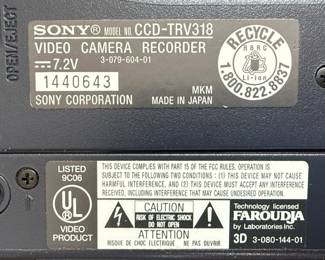 OPEN/EJECT
SONY® MODEL NO. CCD-TRV318
VIDEO CAMERA RECORDER
7.2V
3-079-604-01
1440643
MKM
SONY CORPORATION
MADE IN JAPAN
RECYCLE
RBRC
Li-ion
1.800.822.8837
LISTED
9C06
UL
®
VIDEO
PRODUCT
THIS DEVICE COMPLIES WITH PART 15 OF THE FCC RULES. OPERATION IS
SUBJECT TO THE FOLLOWING TWO CONDITIONS: (1) THIS DEVICE MAY NOT CAUSE
HARMFUL INTERFERENCE, AND (2) THIS DEVICE MUST ACCEPT ANY INTERFERENCE
RECEIVED, INCLUDING INTERFERENCE THAT MAY CAUSE UNDESIRED OPERATION.
CAUTION
RISK OF ELECTRIC SHOCK
DO NOT OPEN
ATTENTION
RISQUE DE CHOC ELECTRIQUE - NE PAS OUVRIR
Technology licensed
FAROUDJA
by Laboratories Inc.
3D 3-080-144-01